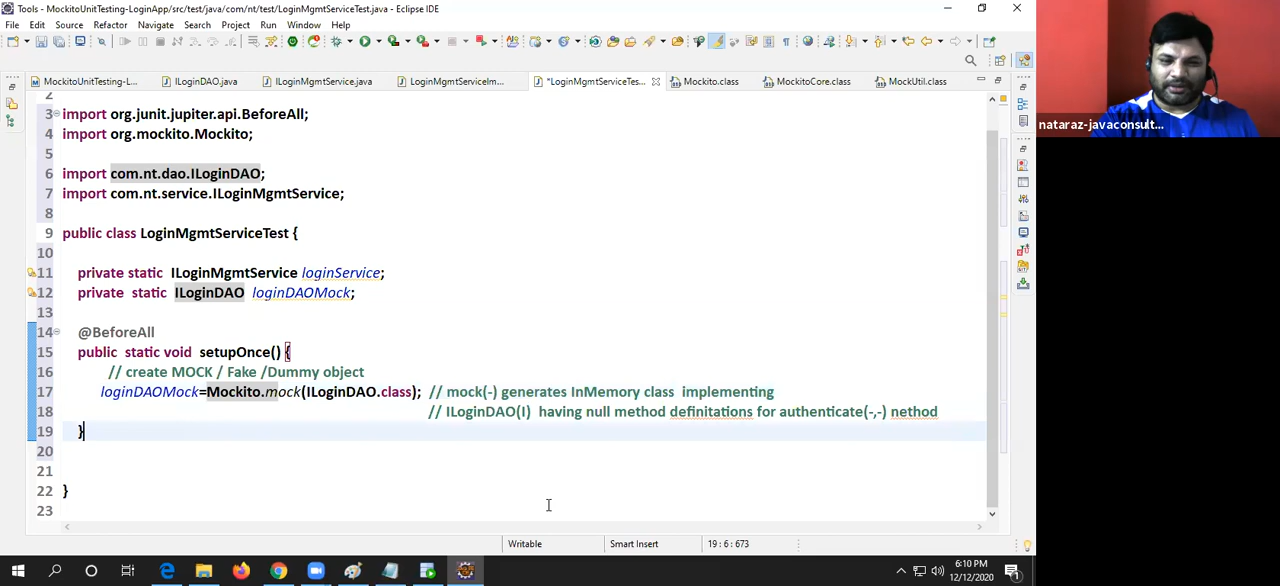 Tools - MockitoUnitTesting-LoginApp/src/test/java/com/nt/test/LoginMgmtServiceTest.java - Eclipse IDE
File Edit Source Refactor Navigate Search Project Run Window Help
MockitoUnitTesting-L... ILoginDAO.java ILoginMgmtService.java LoginMgmtServiceIm... *LoginMgmtServiceTes... Mockito.class MockitoCore.class MockUtil.class
nataraz-javaconsult...
2
3 import org.junit.jupiter.api.BeforeAll;
4 import org.mockito.Mockito;
5
6 import com.nt.dao.ILoginDAO;
7 import com.nt.service.ILoginMgmtService;
8
9 public class LoginMgmtServiceTest {
10
11 private static ILoginMgmtService loginService;
12 private static ILoginDAO loginDAOMock;
13
14 @BeforeAll
15 public static void setupOnce() {
16 // create MOCK / Fake /Dummy object
17 loginDAOMock=Mockito.mock(ILoginDAO.class); // mock(-) generates InMemory class implementing
18 // ILoginDAO(I) having null method definitations for authenticate(-,-) nethod
19 }
20
21
22 }
23
Writable Smart Insert 19 : 6 : 673
6:10 PM
12/12/2020